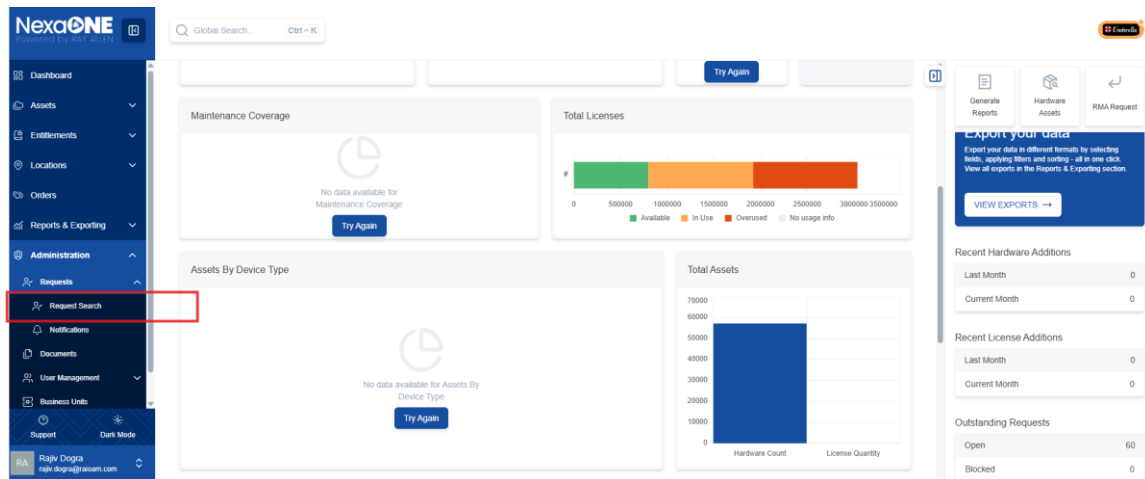 NexaONE
Powered by RAY ALLEN
Global Search...
Ctrl ^ K
Umbrella
Dashboard
Assets
Entitlements
Locations
Orders
Reports & Exporting
Administration
Requests
Request Search
Notifications
Documents
User Management
Business Units
Support
Dark Mode
RA
Rajiv Dogra
rajiv.dogra@raioam.com
Try Again
Maintenance Coverage
No data available for
Maintenance Coverage
Try Again
Total Licenses
#
0 500000 1000000 1500000 2000000 2500000 3000000 3500000
Available In Use Overused No usage info
Assets By Device Type
No data available for Assets By
Device Type
Try Again
Total Assets
70000
60000
50000
40000
30000
20000
10000
0
Hardware Count License Quantity
Generate
Reports
Hardware
Assets
RMA Request
Export your data
Export your data in different formats by selecting
fields, applying filters and sorting - all in one click.
View all exports in the Reports & Exporting section.
VIEW EXPORTS →
Recent Hardware Additions
Last Month 0
Current Month 0
Recent License Additions
Last Month 0
Current Month 0
Outstanding Requests
Open 60
Blocked 0